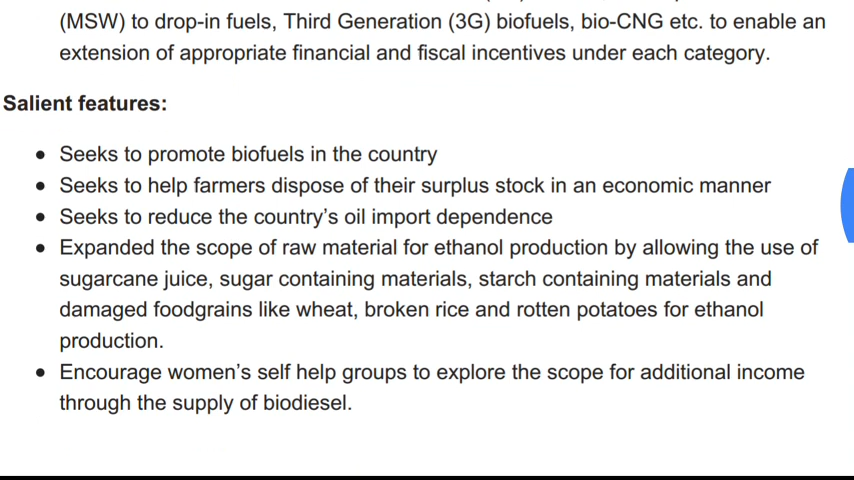 (MSW) to drop-in fuels, Third Generation (3G) biofuels, bio-CNG etc. to enable an
extension of appropriate financial and fiscal incentives under each category.
Salient features:
● Seeks to promote biofuels in the country
● Seeks to help farmers dispose of their surplus stock in an economic manner
● Seeks to reduce the country’s oil import dependence
● Expanded the scope of raw material for ethanol production by allowing the use of
sugarcane juice, sugar containing materials, starch containing materials and
damaged foodgrains like wheat, broken rice and rotten potatoes for ethanol
production.
● Encourage women’s self help groups to explore the scope for additional income
through the supply of biodiesel.